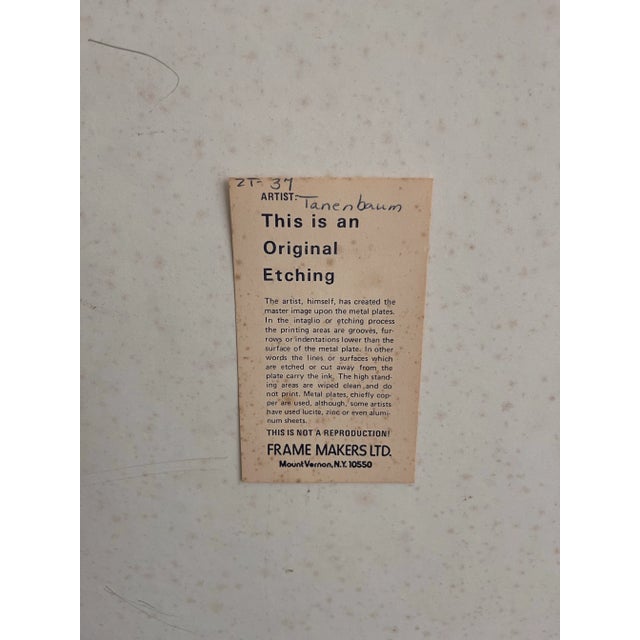 ZT-37
ARTIST: Tanenbaum
This is an
Original
Etching
The artist, himself, has created the
master image upon the metal plates.
In the intaglio or etching process
the printing areas are grooves, fur-
rows or indentations lower than the
surface of the metal plate. In other
words the lines or surfaces which
are etched or cut away from the
plate carry the ink. The high stand-
ing areas are wiped clean and do
not print. Metal plates, chiefly cop-
per are used, although, some artists
have used lucite, zinc or even alumi-
num sheets.
THIS IS NOT A REPRODUCTION!
FRAME MAKERS LTD.
Mount Vernon, N.Y. 10550